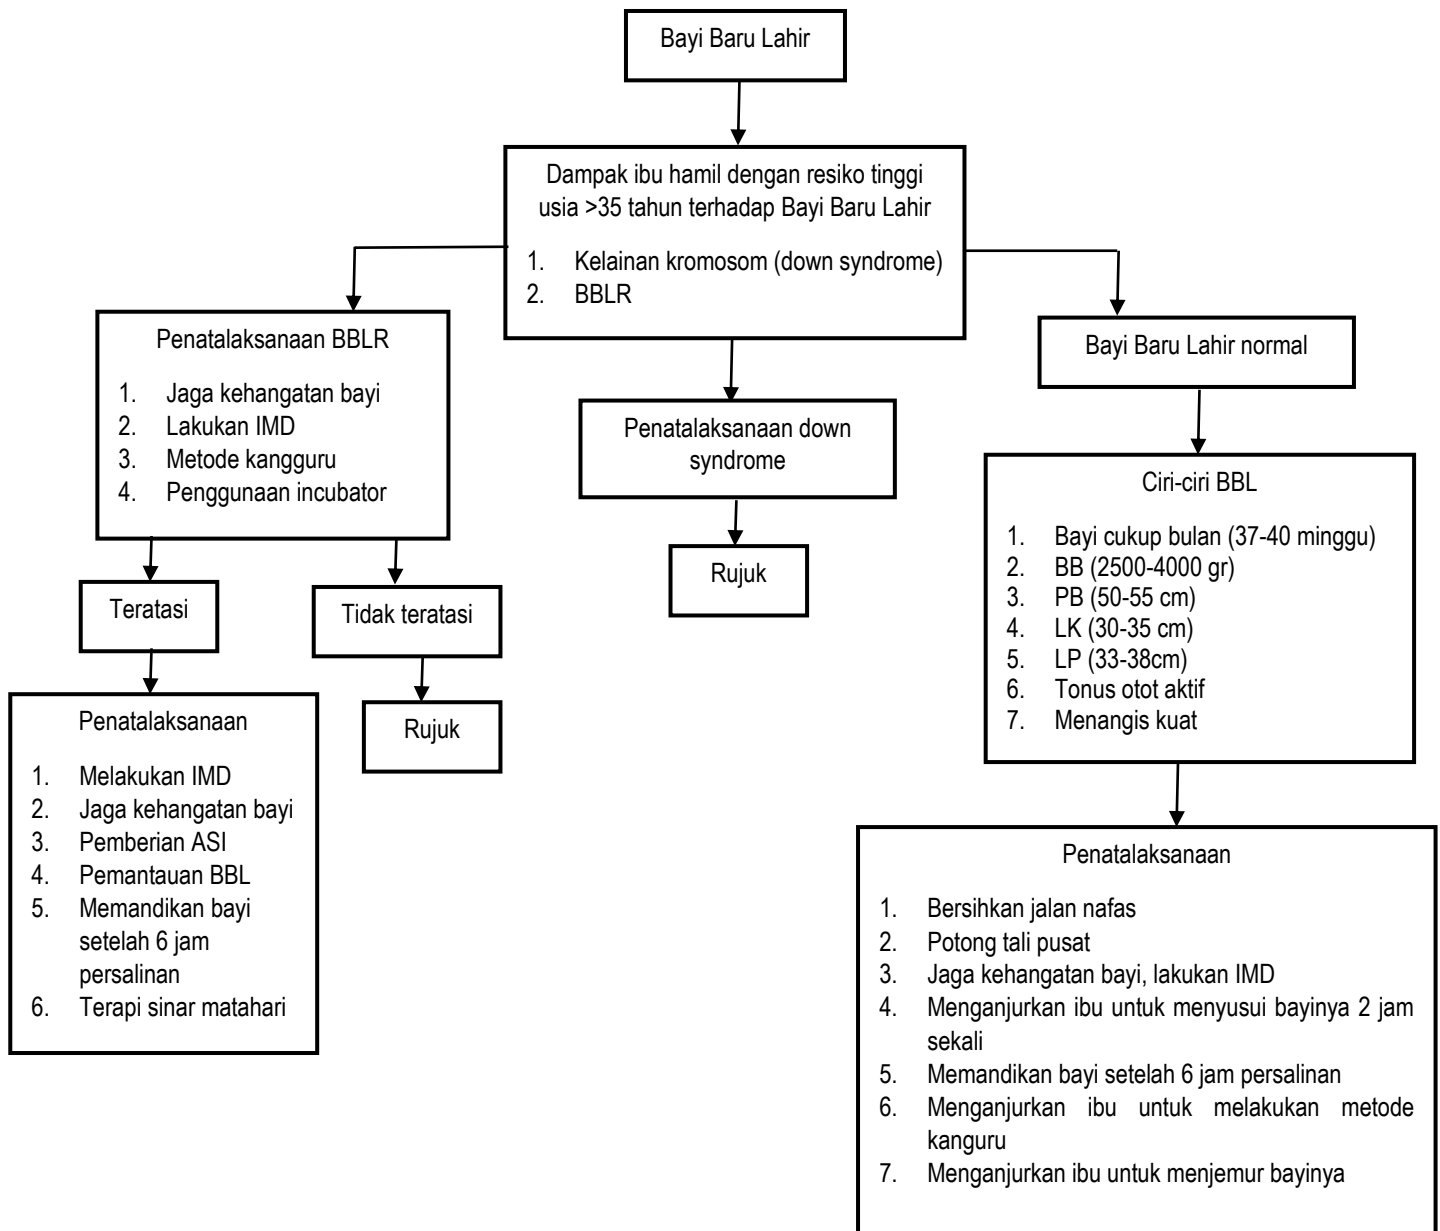 Bayi Baru Lahir
Dampak ibu hamil dengan resiko tinggi
usia >35 tahun terhadap Bayi Baru Lahir
1. Kelainan kromosom (down syndrome)
2. BBLR
Penatalaksanaan BBLR
1. Jaga kehangatan bayi
2. Lakukan IMD
3. Metode kangguru
4. Penggunaan incubator
Teratasi
Tidak teratasi
Penatalaksanaan
1. Melakukan IMD
2. Jaga kehangatan bayi
3. Pemberian ASI
4. Pemantauan BBL
5. Memandikan bayi
setelah 6 jam
persalinan
6. Terapi sinar matahari
Rujuk
Penatalaksanaan down
syndrome
Rujuk
Bayi Baru Lahir normal
Ciri-ciri BBL
1. Bayi cukup bulan (37-40 minggu)
2. BB (2500-4000 gr)
3. PB (50-55 cm)
4. LK (30-35 cm)
5. LP (33-38cm)
6. Tonus otot aktif
7. Menangis kuat
Penatalaksanaan
1. Bersihkan jalan nafas
2. Potong tali pusat
3. Jaga kehangatan bayi, lakukan IMD
4. Menganjurkan ibu untuk menyusui bayinya 2 jam
sekali
5. Memandikan bayi setelah 6 jam persalinan
6. Menganjurkan ibu untuk melakukan metode
kanguru
7. Menganjurkan ibu untuk menjemur bayinya